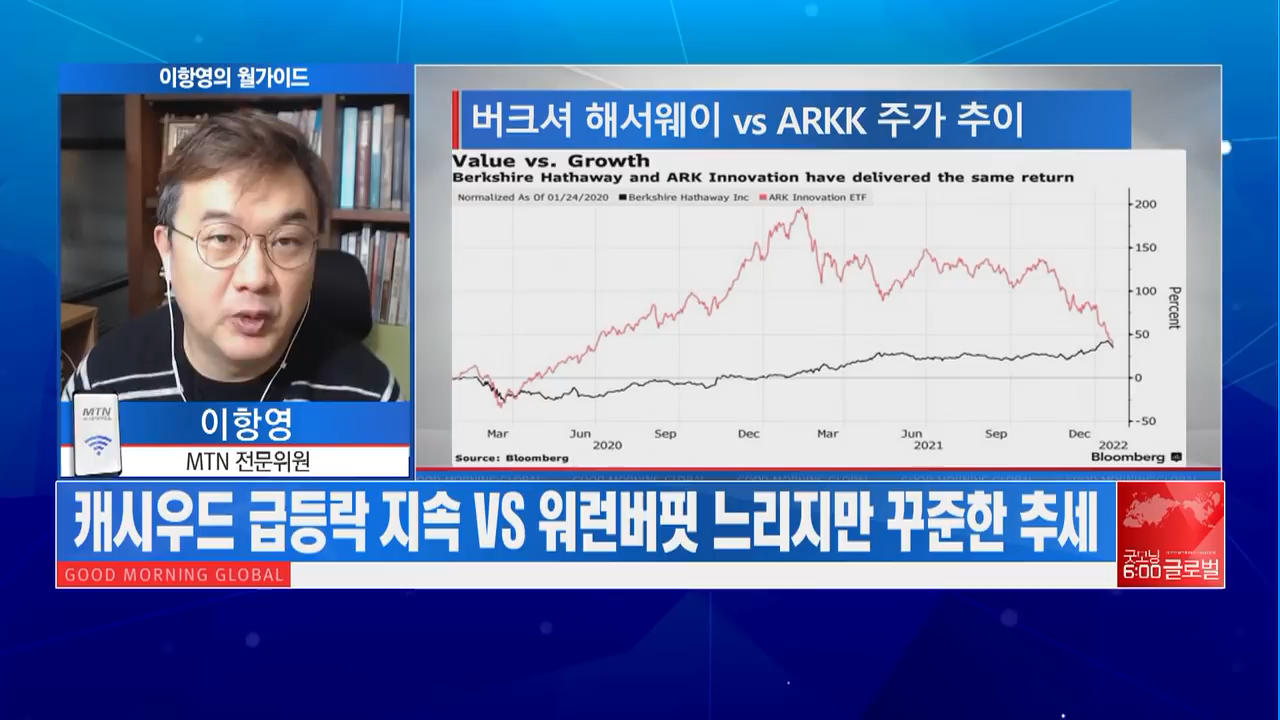 이항영의 월가이드
버크셔 해서웨이 vs ARKK 주가 추이
Value vs. Growth
Berkshire Hathaway and ARK Innovation have delivered the same return
Normalized As Of 01/24/2020 Berkshire Hathaway Inc ARK Innovation ETF
200
150
100
50
0
-50
Percent
Mar Jun Sep Dec Mar Jun Sep Dec
2020 2021 2022
Source: Bloomberg
Bloomberg
MTN
이항영
MTN 전문위원
캐시우드 급등락 지속 VS 워런버핏 느리지만 꾸준한 추세
GOOD MORNING GLOBAL
굿모닝
6:00 글로벌